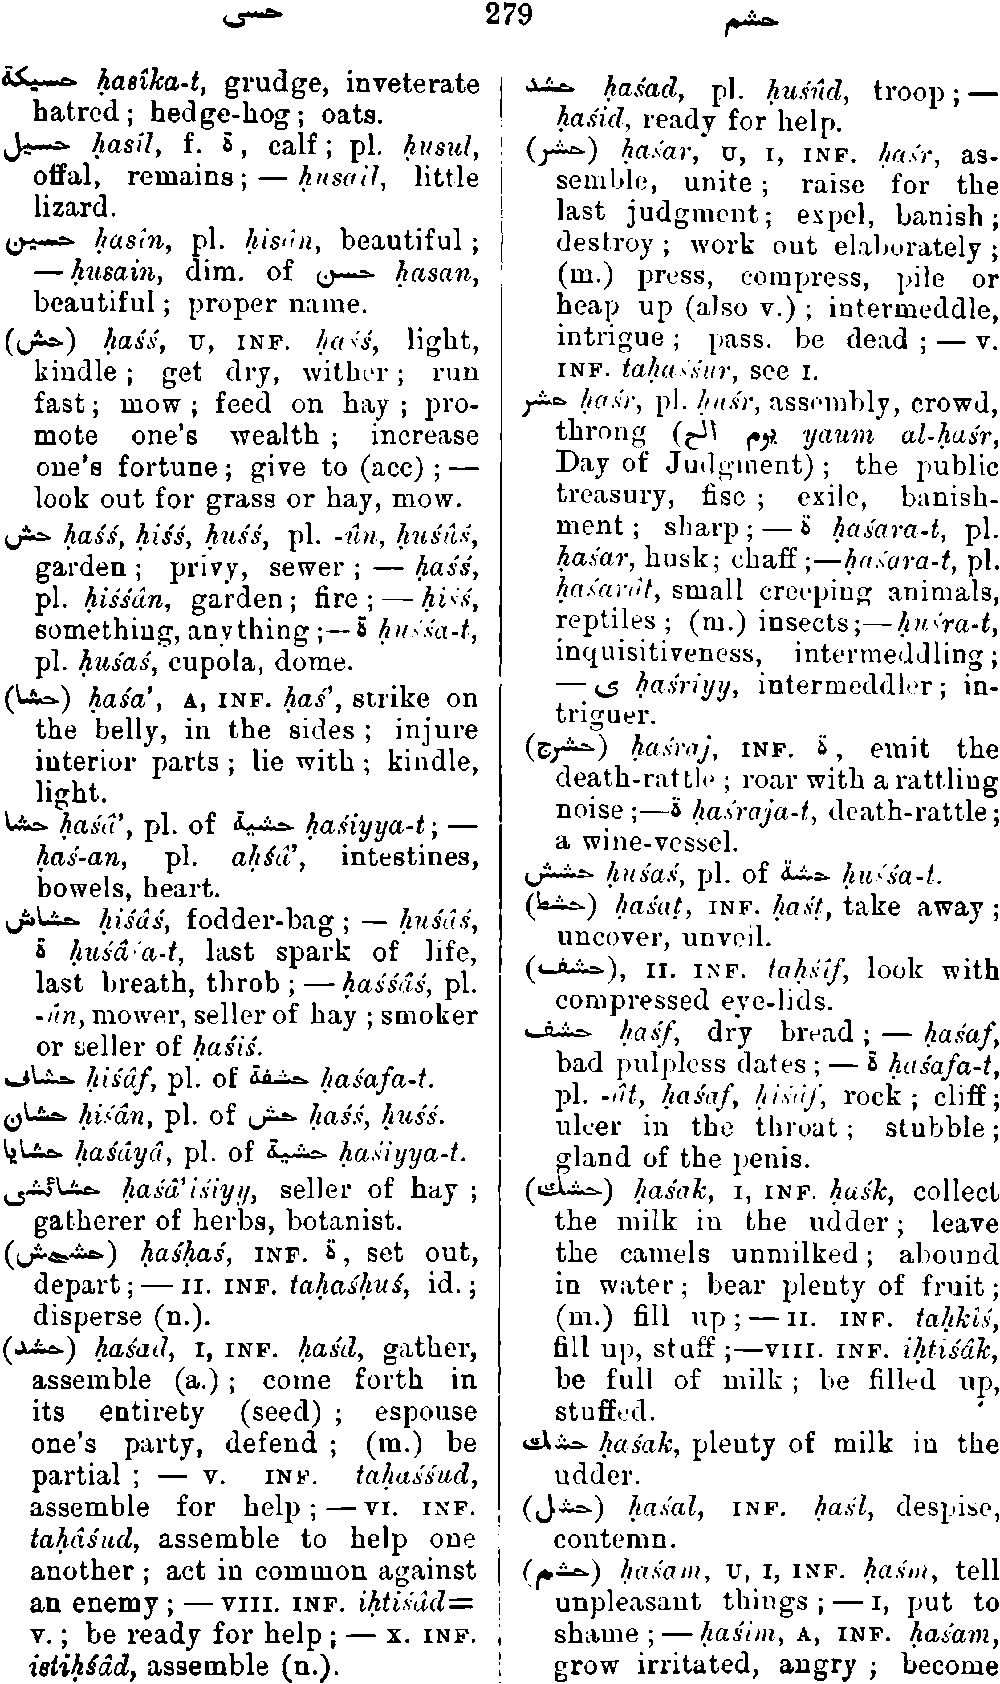 حسی 279 حشم
حسيكة ḥasîka-t, grudge, inveterate
hatred; hedge-hog; oats.
حسيل ḥasîl, f. ة, calf; pl. ḥusul,
offal, remains; — ḥusail, little
lizard.
حسين ḥasîn, pl. ḥisân, beautiful;
— ḥusain, dim. of حسن ḥasan,
beautiful; proper name.
(حش) ḥaśś, U, INF. ḥaśś, light,
kindle; get dry, wither; run
fast; mow; feed on hay; pro-
mote one's wealth; increase
one's fortune; give to (acc); —
look out for grass or hay, mow.
حش ḥaśś, ḥiśś, ḥuśś, pl. -ûn, ḥuśûś,
garden; privy, sewer; — ḥaśś,
pl. ḥiśśân, garden; fire; — ḥiśś,
something, anything; — ة ḥuśśa-t,
pl. ḥuśaś, cupola, dome.
(حشا) ḥaśa', A, INF. ḥaś', strike on
the belly, in the sides; injure
interior parts; lie with; kindle,
light.
حشا ḥaśâ', pl. of حشية ḥaśiyya-t; —
ḥaś-an, pl. aḥśâ', intestines,
bowels, heart.
حشاش ḥiśâś, fodder-bag; — ḥuśâś,
ة ḥuśâśa-t, last spark of life,
last breath, throb; — ḥaśśâś, pl.
-ûn, mower, seller of hay; smoker
or seller of ḥaśiś.
حشاف ḥiśâf, pl. of حشفة ḥaśafa-t.
حشان ḥiśân, pl. of حش ḥaśś, ḥuśś.
حشايا ḥaśâyâ, pl. of حشية ḥaśiyya-t.
حشائشی ḥaśâ'iśiyy, seller of hay;
gatherer of herbs, botanist.
(حشحش) ḥaśḥaś, INF. ة, set out,
depart; — II. INF. taḥaśḥuś, id.;
disperse (n.).
(حشد) ḥaśad, I, INF. ḥaśd, gather,
assemble (a.); come forth in
its entirety (seed); espouse
one's party, defend; (m.) be
partial; — V. INF. taḥaśśud,
assemble for help; — VI. INF.
taḥâśud, assemble to help one
another; act in common against
an enemy; — VIII. INF. iḥtiśâd=
V.; be ready for help; — X. INF.
istiḥśâd, assemble (n.).
حشد ḥaśad, pl. ḥuśûd, troop; —
ḥaśid, ready for help.
(حشر) ḥaśar, U, I, INF. ḥaśr, as-
semble, unite; raise for the
last judgment; expel, banish;
destroy; work out elaborately;
(m.) press, compress, pile or
heap up (also V.); intermeddle,
intrigue; pass. be dead; — V.
INF. taḥaśśur, see I.
حشر ḥaśr, pl. ḥuśr, assembly, crowd,
throng (يوم الح yaum al-ḥaśr,
Day of Judgment); the public
treasury, fisc; exile, banish-
ment; sharp; — ة ḥaśara-t, pl.
ḥaśar, husk; chaff; — ḥaśara-t, pl.
ḥaśarât, small creeping animals,
reptiles; (m.) insects; — ḥuśra-t,
inquisitiveness, intermeddling;
— ی ḥaśriyy, intermeddler; in-
triguer.
(حشرج) ḥaśraj, INF. ة, emit the
death-rattle; roar with a rattling
noise; — ة ḥaśraja-t, death-rattle;
a wine-vessel.
حشش ḥuśaś, pl. of حشة ḥuśśa-t.
(حشط) ḥaśaṭ, INF. ḥaśṭ, take away;
uncover, unveil.
(حشف), II. INF. taḥśîf, look with
compressed eye-lids.
حشف ḥaśf, dry bread; — ḥaśaf,
bad pulpless dates; — ة ḥaśafa-t,
pl. -ât, ḥaśaf, ḥiśâf, rock; cliff;
ulcer in the throat; stubble;
gland of the penis.
(حشك) ḥaśak, I, INF. ḥaśk, collect
the milk in the udder; leave
the camels unmilked; abound
in water; bear plenty of fruit;
(m.) fill up; — II. INF. taḥkîś,
fill up, stuff; — VIII. INF. iḥtiśâk,
be full of milk; be filled up,
stuffed.
حشك ḥaśak, plenty of milk in the
udder.
(حشل) ḥaśal, INF. ḥaśl, despise,
contemn.
(حشم) ḥaśam, U, I, INF. ḥaśm, tell
unpleasant things; — I, put to
shame; — ḥaśim, A, INF. ḥaśam,
grow irritated, angry; become